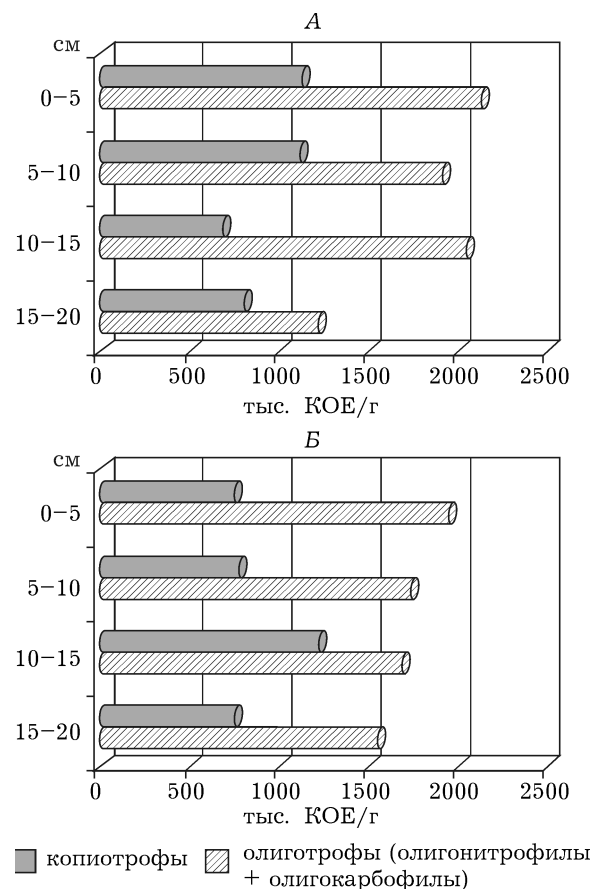 А
см
0–5
5–10
10–15
15–20
0 500 1000 1500 2000 2500
тыс. КОЕ/г
Б
см
0–5
5–10
10–15
15–20
0 500 1000 1500 2000 2500
тыс. КОЕ/г
копиотрофы
олиготрофы (олигонитрофилы
+ олигокарбофилы)